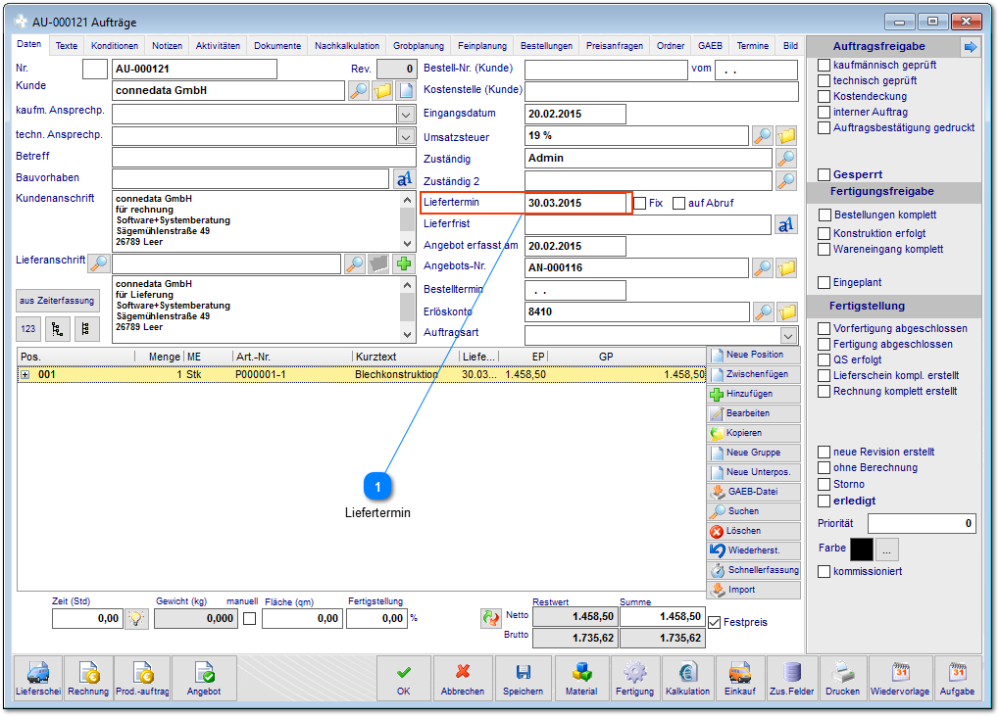 AU-000121 Aufträge
Daten Texte Konditionen Notizen Aktivitäten Dokumente Nachkalkulation Grobplanung Feinplanung Bestellungen Preisanfragen Ordner GAEB Termine Bild
Nr. AU-000121 Rev. 0
Kunde connedata GmbH
kaufm. Ansprechp.
techn. Ansprechp.
Betreff
Bauvorhaben
Kundenanschrift
connedata GmbH
für rechnung
Software+Systemberatung
Sägemühlenstraße 49
26789 Leer
Lieferanschrift
connedata GmbH
für Lieferung
Software+Systemberatung
Sägemühlenstraße 49
26789 Leer
aus Zeiterfassung
123
Bestell-Nr. (Kunde) vom . .
Kostenstelle (Kunde)
Eingangsdatum 20.02.2015
Umsatzsteuer 19 %
Zuständig Admin
Zuständig 2
Liefertermin 30.03.2015 Fix auf Abruf
Lieferfrist
Angebot erfasst am 20.02.2015
Angebots-Nr. AN-000116
Bestelltermin . .
Erlöskonto 8410
Auftragsart
Pos. Menge ME Art.-Nr. Kurztext Liefe... EP GP
001 1 Stk P000001-1 Blechkonstruktion 30.03... 1.458,50 1.458,50
1
Liefertermin
Neue Position
Zwischenfügen
Hinzufügen
Bearbeiten
Kopieren
Neue Gruppe
Neue Unterpos.
GAEB-Datei
Suchen
Löschen
Wiederherst.
Schnellerfassung
Import
Zeit (Std) Gewicht (kg) manuell Fläche (qm) Fertigstellung
0,00 0,000 0,00 0,00 %
Restwert Summe
Netto 1.458,50 1.458,50 Festpreis
Brutto 1.735,62 1.735,62
Auftragsfreigabe
kaufmännisch geprüft
technisch geprüft
Kostendeckung
interner Auftrag
Auftragsbestätigung gedruckt
Gesperrt
Fertigungsfreigabe
Bestellungen komplett
Konstruktion erfolgt
Wareneingang komplett
Eingeplant
Fertigstellung
Vorfertigung abgeschlossen
Fertigung abgeschlossen
QS erfolgt
Lieferschein kompl. erstellt
Rechnung komplett erstellt
neue Revision erstellt
ohne Berechnung
Storno
erledigt
Priorität 0
Farbe ...
kommissioniert
Lieferschei Rechnung Prod.-auftrag Angebot OK Abbrechen Speichern Material Fertigung Kalkulation Einkauf Zus.Felder Drucken Wiedervorlage Aufgabe
31 31